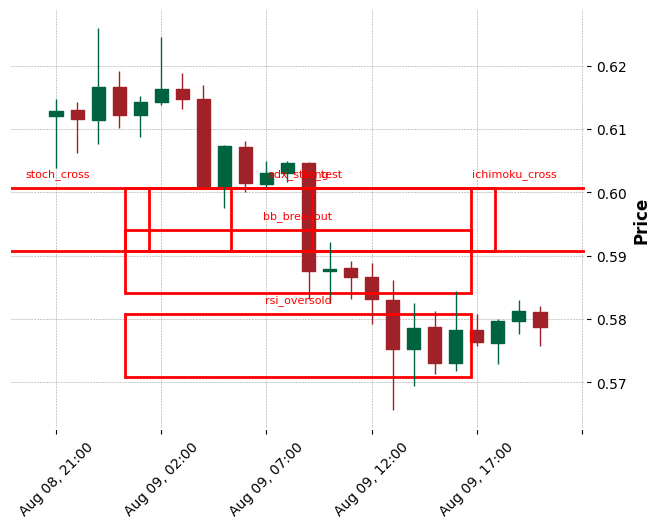 0.62
0.61
stoch_cross
ichimoku_cross
0.60
bb_breakout
0.59
rsi_oversold
0.58
0.57
Price
Aug 08, 21:00
Aug 09, 02:00
Aug 09, 07:00
Aug 09, 12:00
Aug 09, 17:00